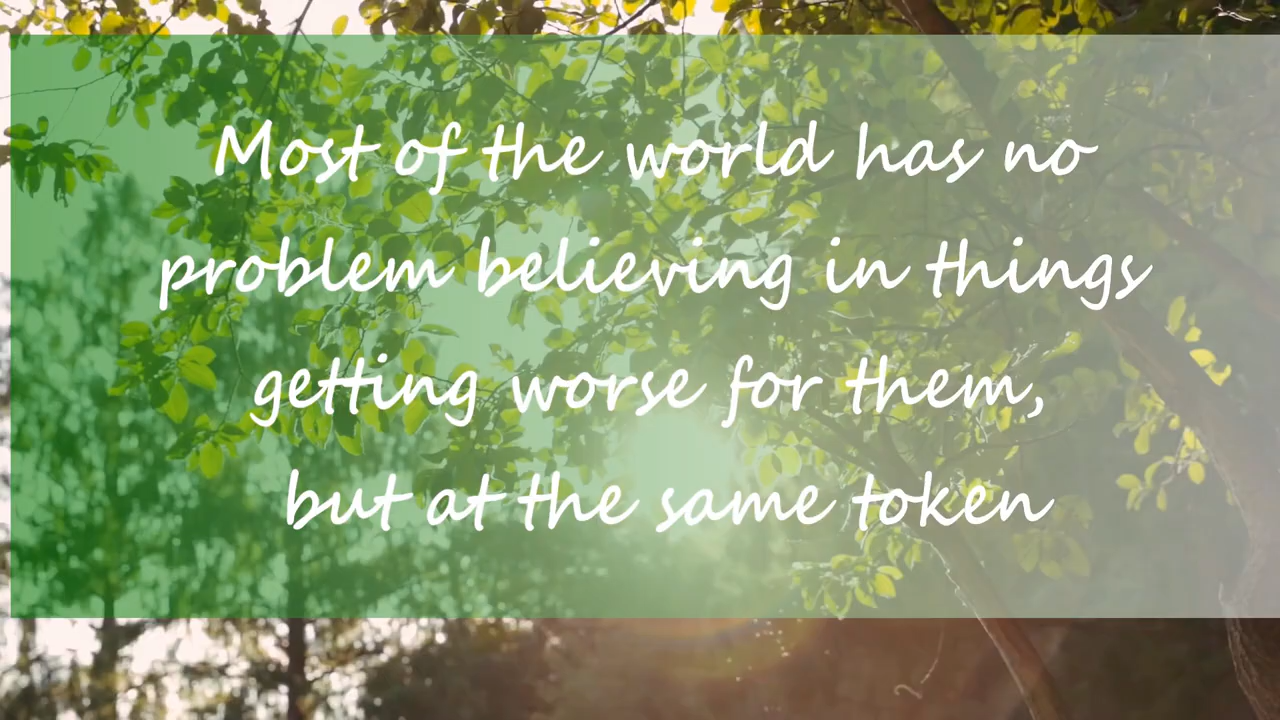 Most of the world has no
problem believing in things
getting worse for them,
but at the same token